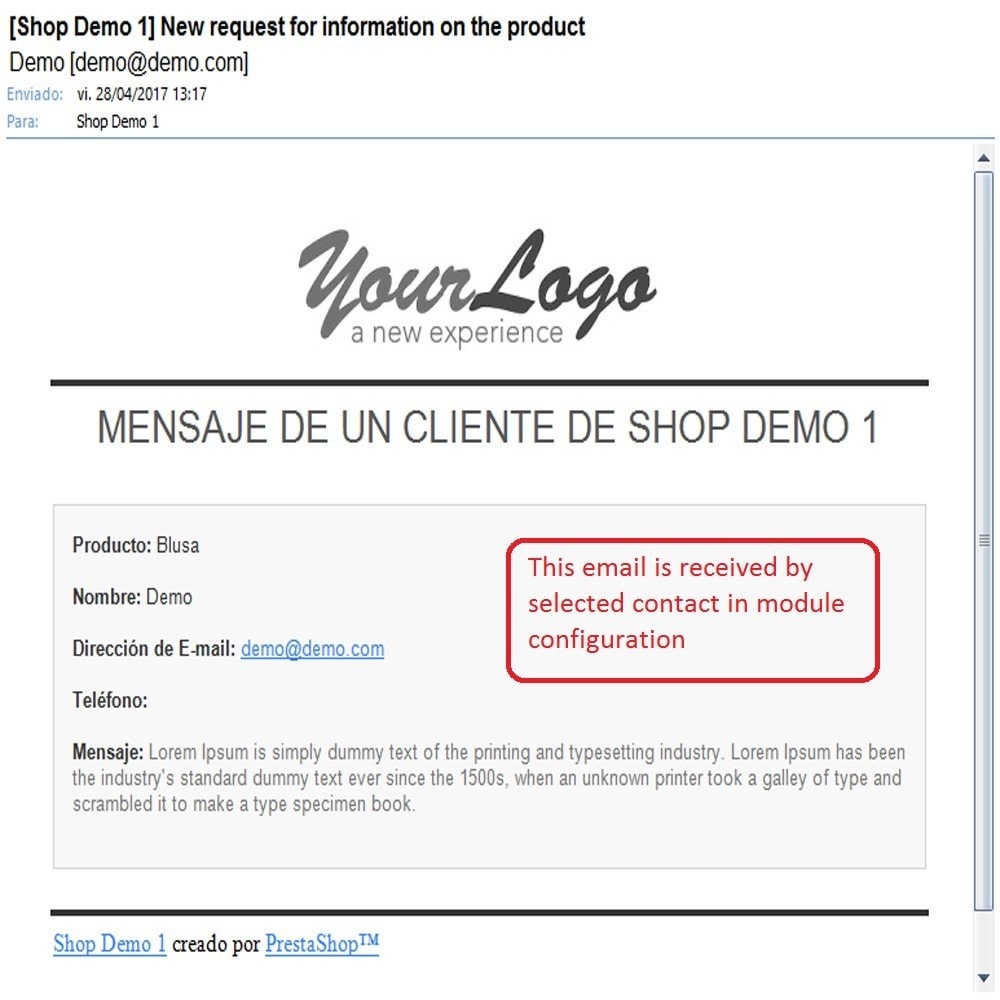 [Shop Demo 1] New request for information on the product
Demo [demo@demo.com]
Enviado: vi. 28/04/2017 13:17
Para: Shop Demo 1
YourLogo
a new experience
MENSAJE DE UN CLIENTE DE SHOP DEMO 1
Producto: Blusa
Nombre: Demo
Dirección de E-mail: demo@demo.com
Teléfono:
This email is received by
selected contact in module
configuration
Mensaje: Lorem Ipsum is simply dummy text of the printing and typesetting industry. Lorem Ipsum has been
the industry's standard dummy text ever since the 1500s, when an unknown printer took a galley of type and
scrambled it to make a type specimen book.
Shop Demo 1 creado por PrestaShop™